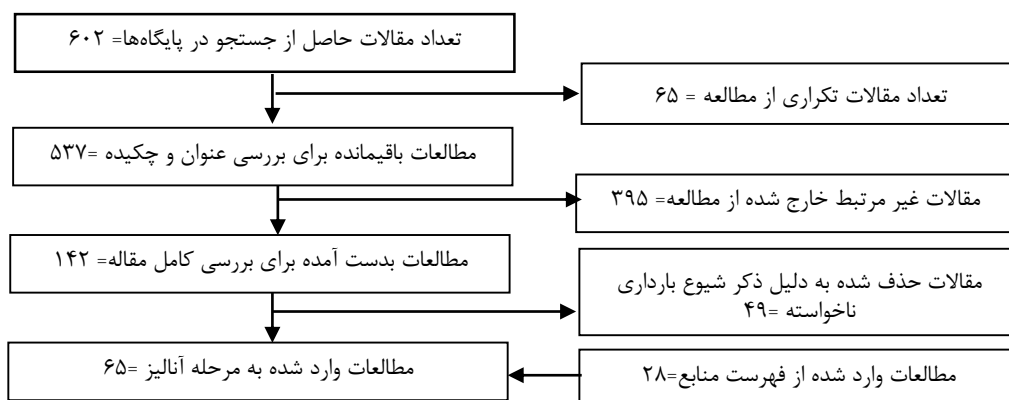 تعداد مقالات حاصل از جستجو در پایگاه‌ها= ۶۰۲
تعداد مقالات تکراری از مطالعه = ۶۵
مطالعات باقیمانده برای بررسی عنوان و چکیده =۵۳۷
مقالات غیر مرتبط خارج شده از مطالعه= ۳۹۵
مطالعات بدست آمده برای بررسی کامل مقاله= ۱۴۲
مقالات حذف شده به دلیل ذکر شیوع بارداری
ناخواسته =۴۹
مطالعات وارد شده به مرحله آنالیز =۶۵
مطالعات وارد شده از فهرست منابع=۲۸